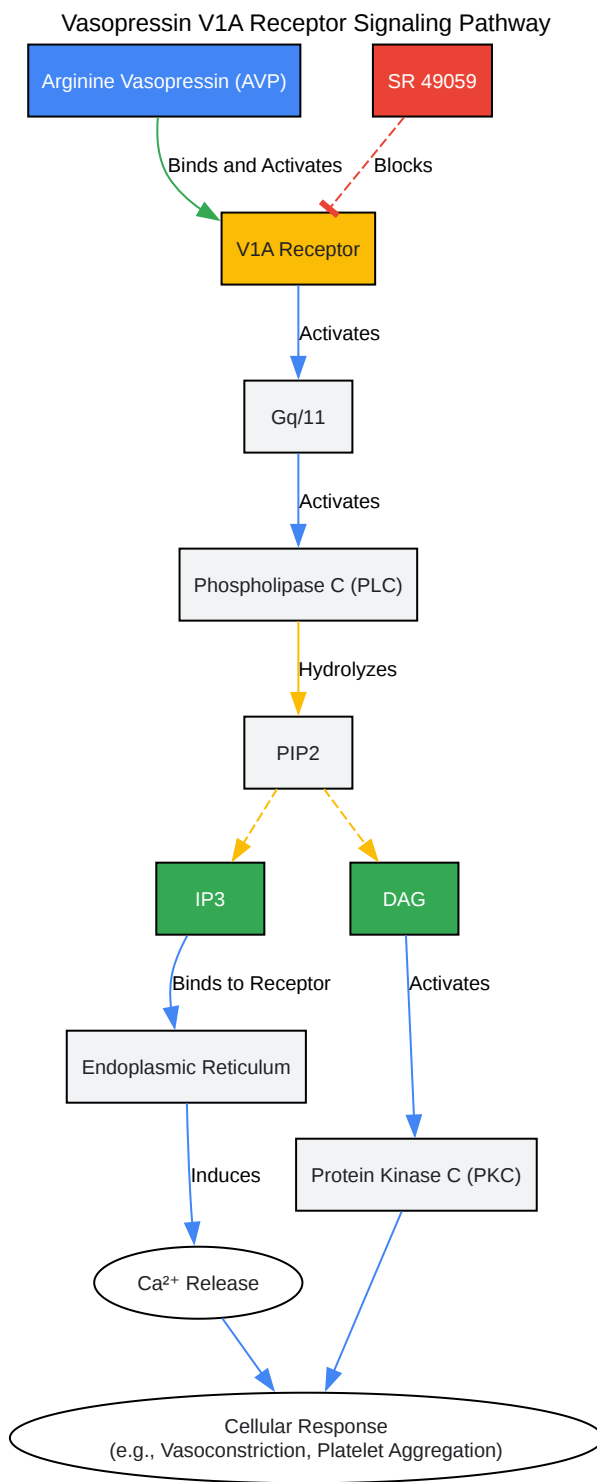 Vasopressin V1A Receptor Signaling Pathway
Arginine Vasopressin (AVP)
SR 49059
Binds and Activates
Blocks
V1A Receptor
Activates
Gq/11
Activates
Phospholipase C (PLC)
Hydrolyzes
PIP2
IP3
DAG
Binds to Receptor
Activates
Endoplasmic Reticulum
Protein Kinase C (PKC)
Induces
Ca²⁺ Release
Cellular Response
(e.g., Vasoconstriction, Platelet Aggregation)